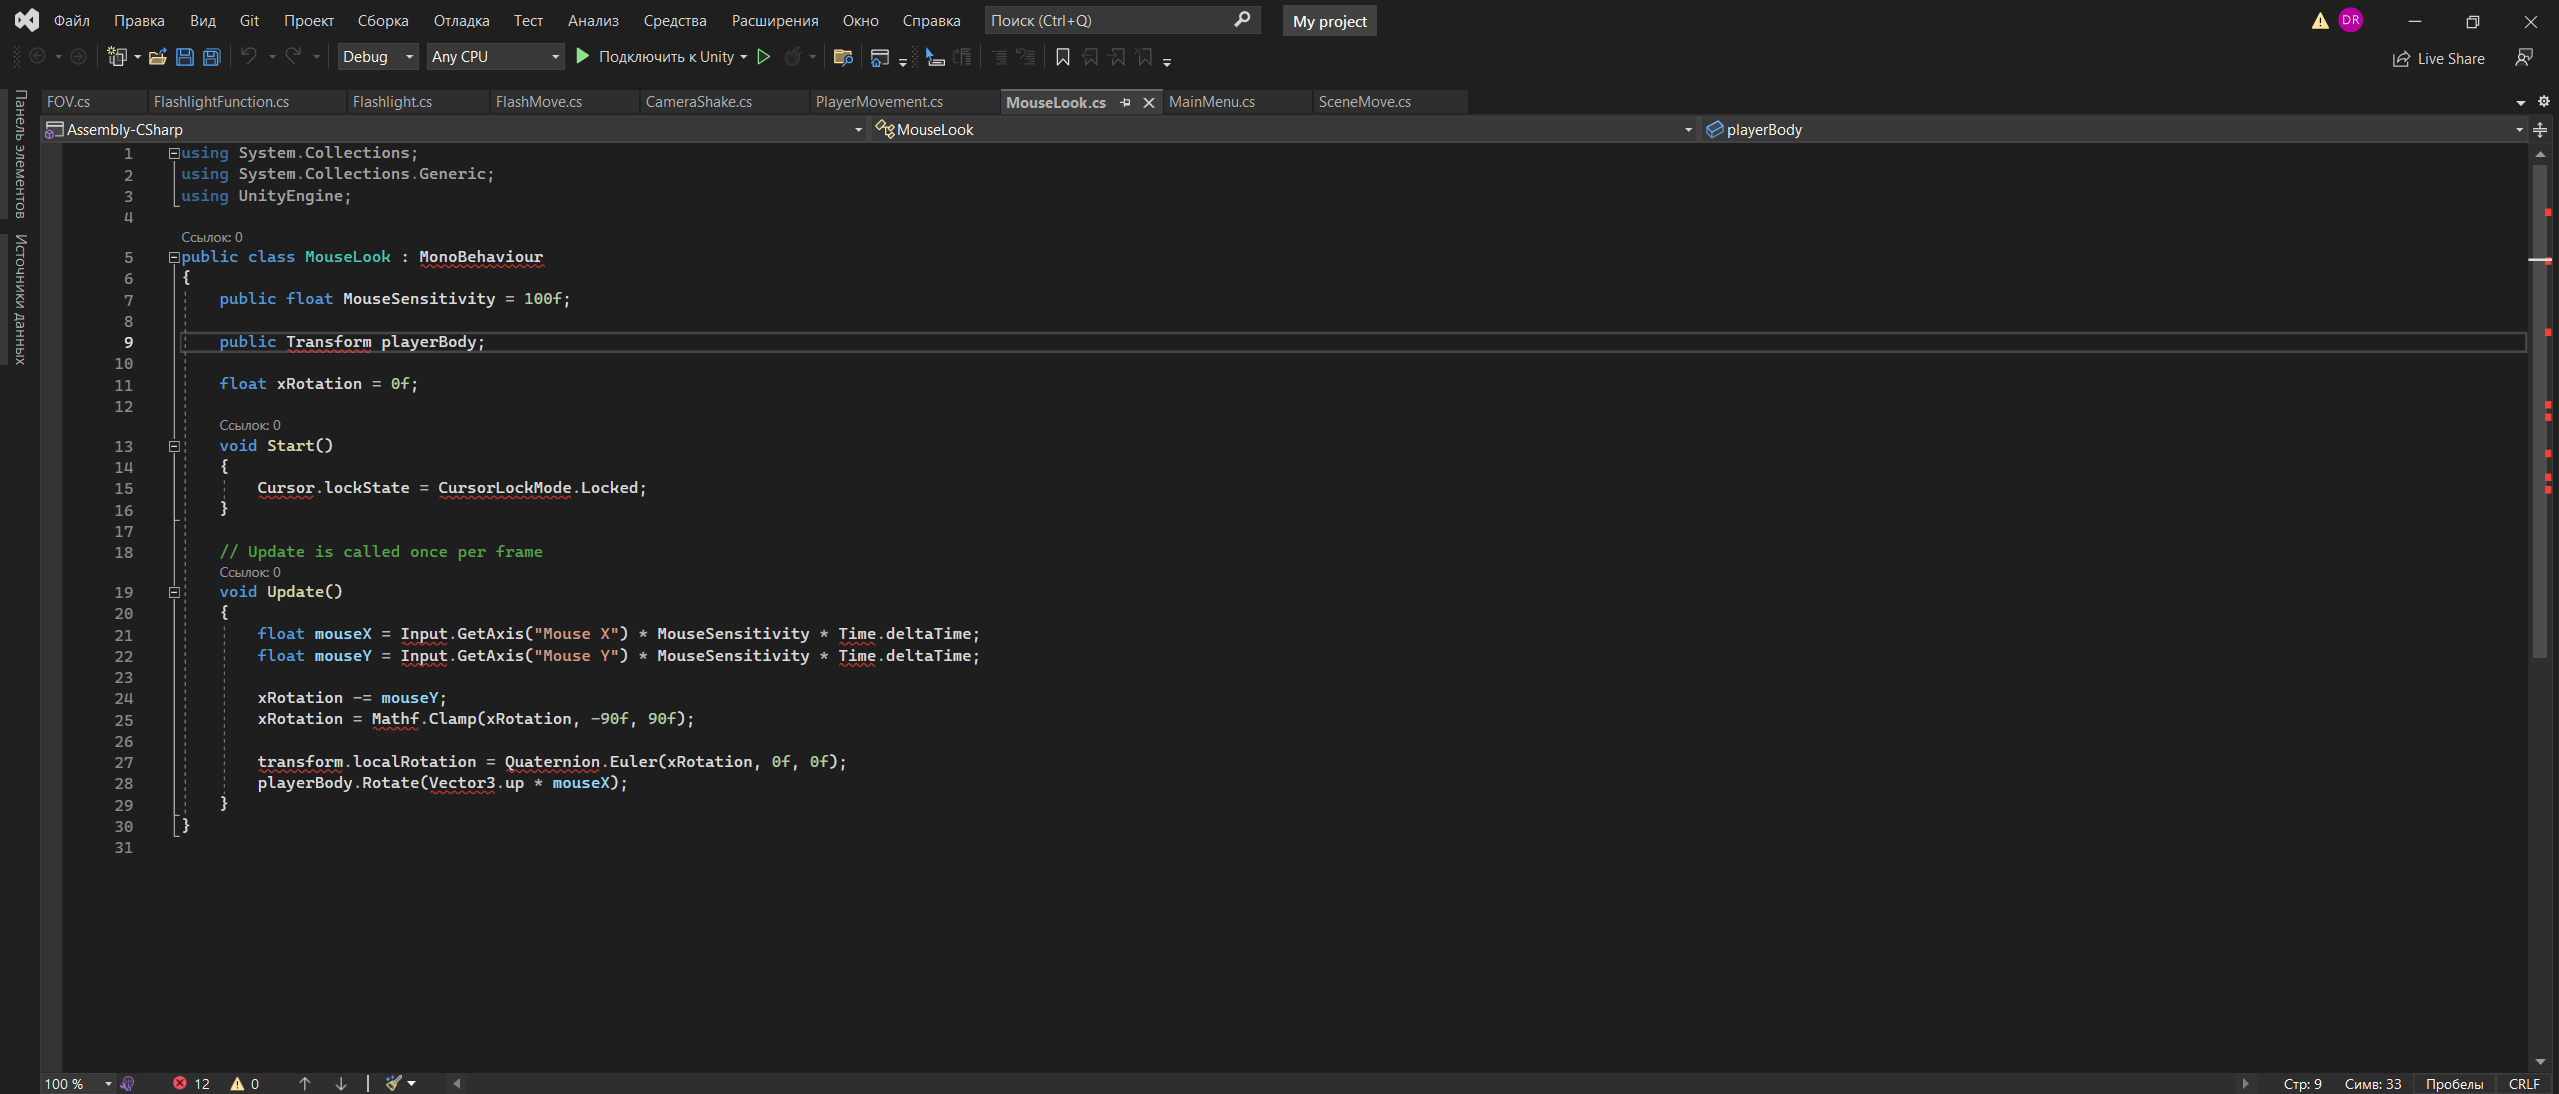 Файл Правка Вид Git Проект Сборка Отладка Тест Анализ Средства Расширения Окно Справка Поиск (Ctrl+Q) My project DR
Debug Any CPU Подключить к Unity Live Share
Панель элементов
Источники данных
FOV.cs FlashlightFunction.cs Flashlight.cs FlashMove.cs CameraShake.cs PlayerMovement.cs MouseLook.cs MainMenu.cs SceneMove.cs
Assembly-CSharp MouseLook playerBody
1 using System.Collections;
2 using System.Collections.Generic;
3 using UnityEngine;
4
Ссылок: 0
5 public class MouseLook : MonoBehaviour
6 {
7 public float MouseSensitivity = 100f;
8
9 public Transform playerBody;
10
11 float xRotation = 0f;
12
Ссылок: 0
13 void Start()
14 {
15 Cursor.lockState = CursorLockMode.Locked;
16 }
17
18 // Update is called once per frame
Ссылок: 0
19 void Update()
20 {
21 float mouseX = Input.GetAxis("Mouse X") * MouseSensitivity * Time.deltaTime;
22 float mouseY = Input.GetAxis("Mouse Y") * MouseSensitivity * Time.deltaTime;
23
24 xRotation -= mouseY;
25 xRotation = Mathf.Clamp(xRotation, -90f, 90f);
26
27 transform.localRotation = Quaternion.Euler(xRotation, 0f, 0f);
28 playerBody.Rotate(Vector3.up * mouseX);
29 }
30 }
31
100 % 12 0 Стр: 9 Симв: 33 Пробелы CRLF